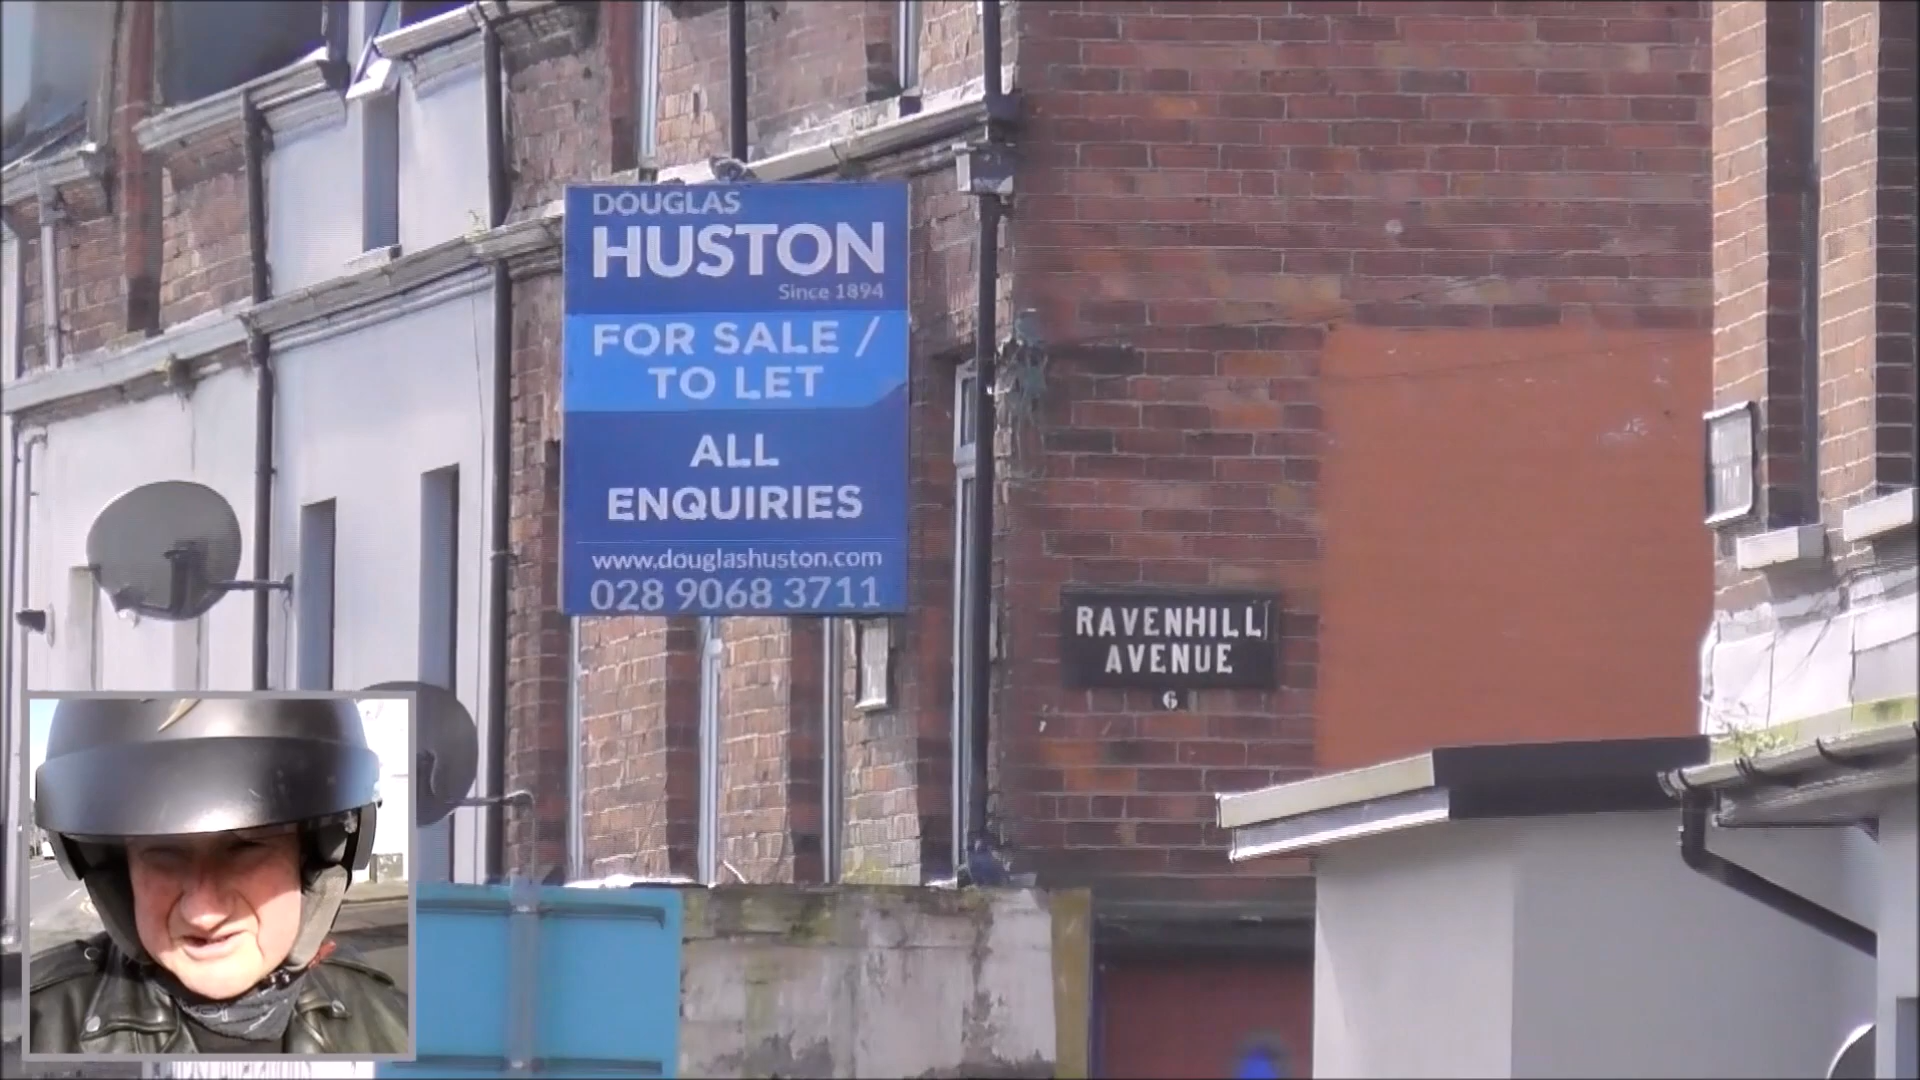 DOUGLAS
HUSTON
Since 1894
FOR SALE /
TO LET
ALL
ENQUIRIES
www.douglashuston.com
028 9068 3711
RAVENHILL
AVENUE
6